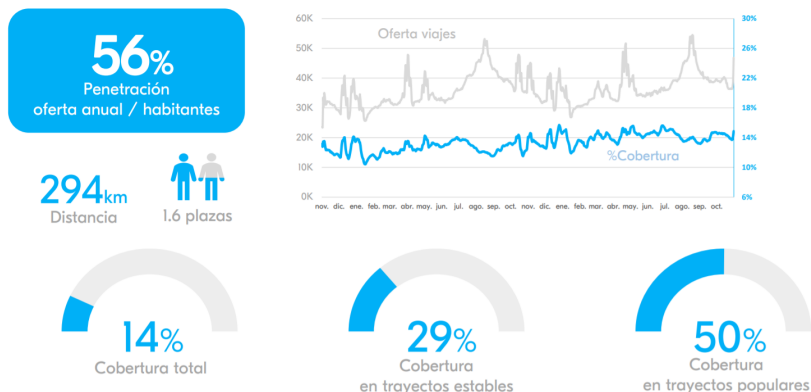 56%
Penetración
oferta anual / habitantes
294km
Distancia
1.6 plazas
60K
50K
40K
30K
20K
10K
0K
Oferta viajes
%Cobertura
30%
26%
22%
18%
14%
10%
6%
nov. dic. ene. feb. mar. abr. may. jun. jul. ago. sep. oct. nov. dic. ene. feb. mar. abr. may. jun. jul. ago. sep. oct.
14%
Cobertura total
29%
Cobertura
en trayectos estables
50%
Cobertura
en trayectos populares